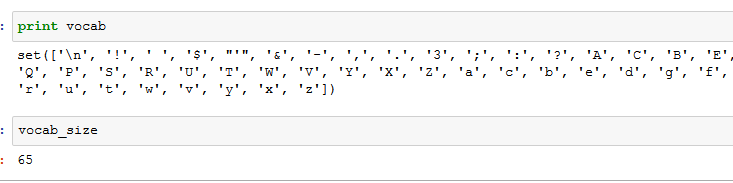 : print vocab
set(['\n', '!', ' ', '$', "'", '&', '-', ',', '.', '3', ';', ':', '?', 'A', 'C', 'B', 'E',
'Q', 'P', 'S', 'R', 'U', 'T', 'W', 'V', 'Y', 'X', 'Z', 'a', 'c', 'b', 'e', 'd', 'g', 'f',
'r', 'u', 't', 'w', 'v', 'y', 'x', 'z'])
: vocab_size
: 65